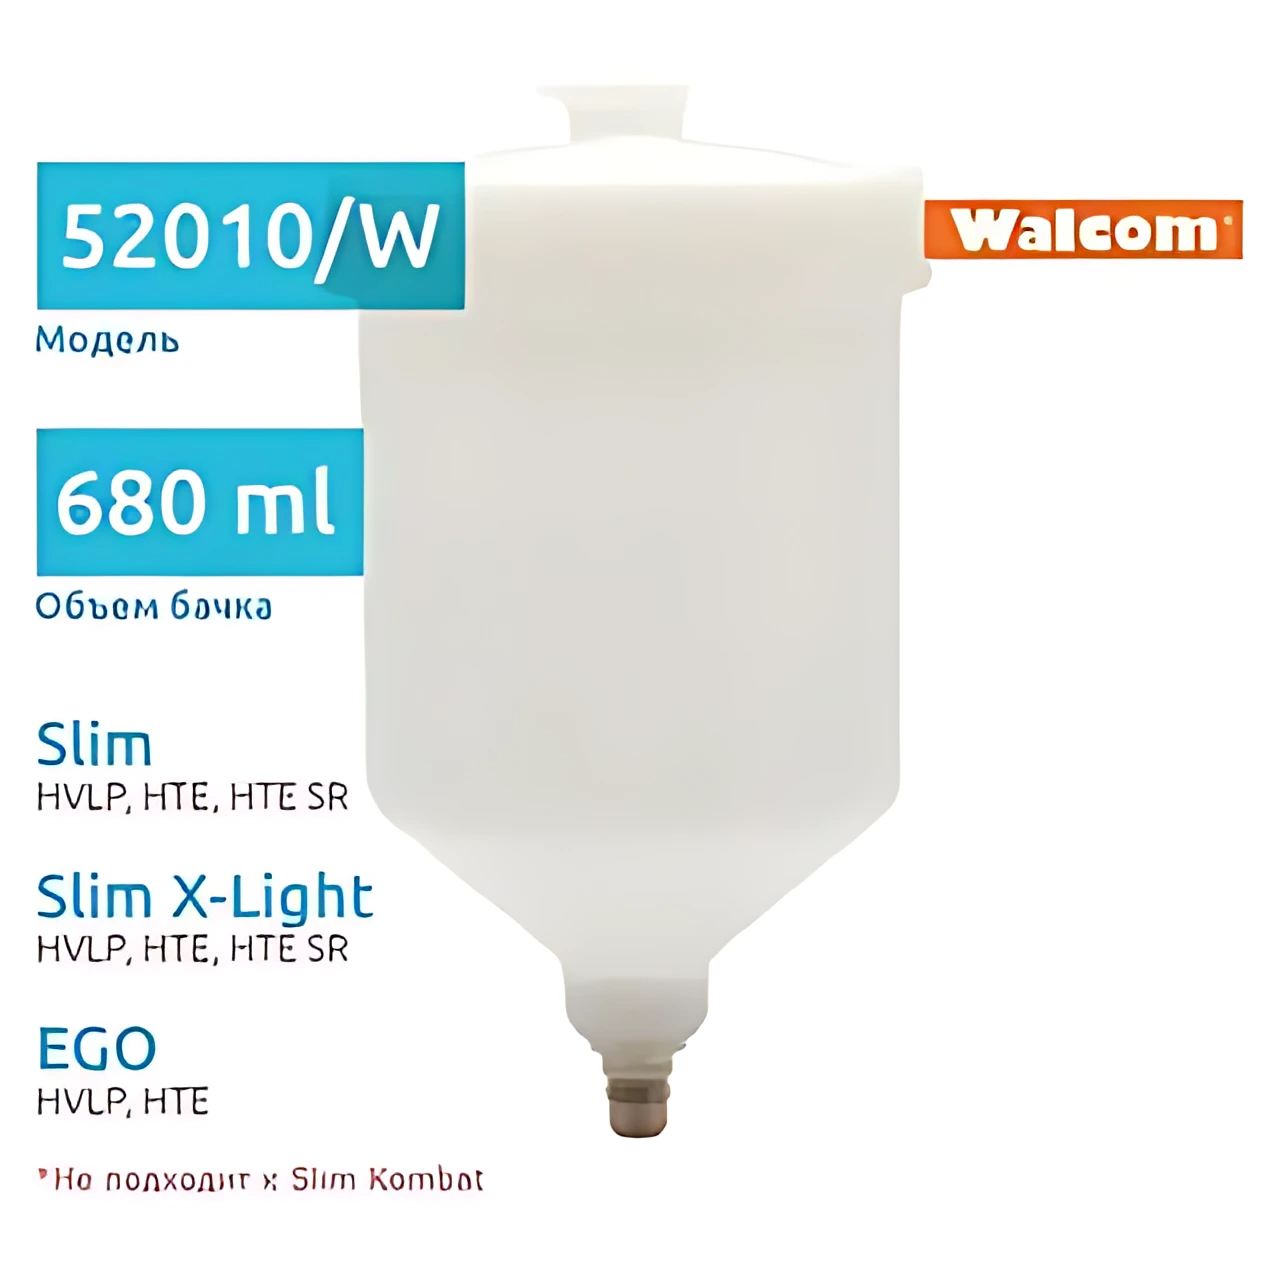 52010/W
Walcom
Модель
680 ml
Объем бачка
Slim
HVLP, HTE, HTE SR
Slim X-Light
HVLP, HTE, HTE SR
EGO
HVLP, HTE
*Не подходит к Slim Kombat